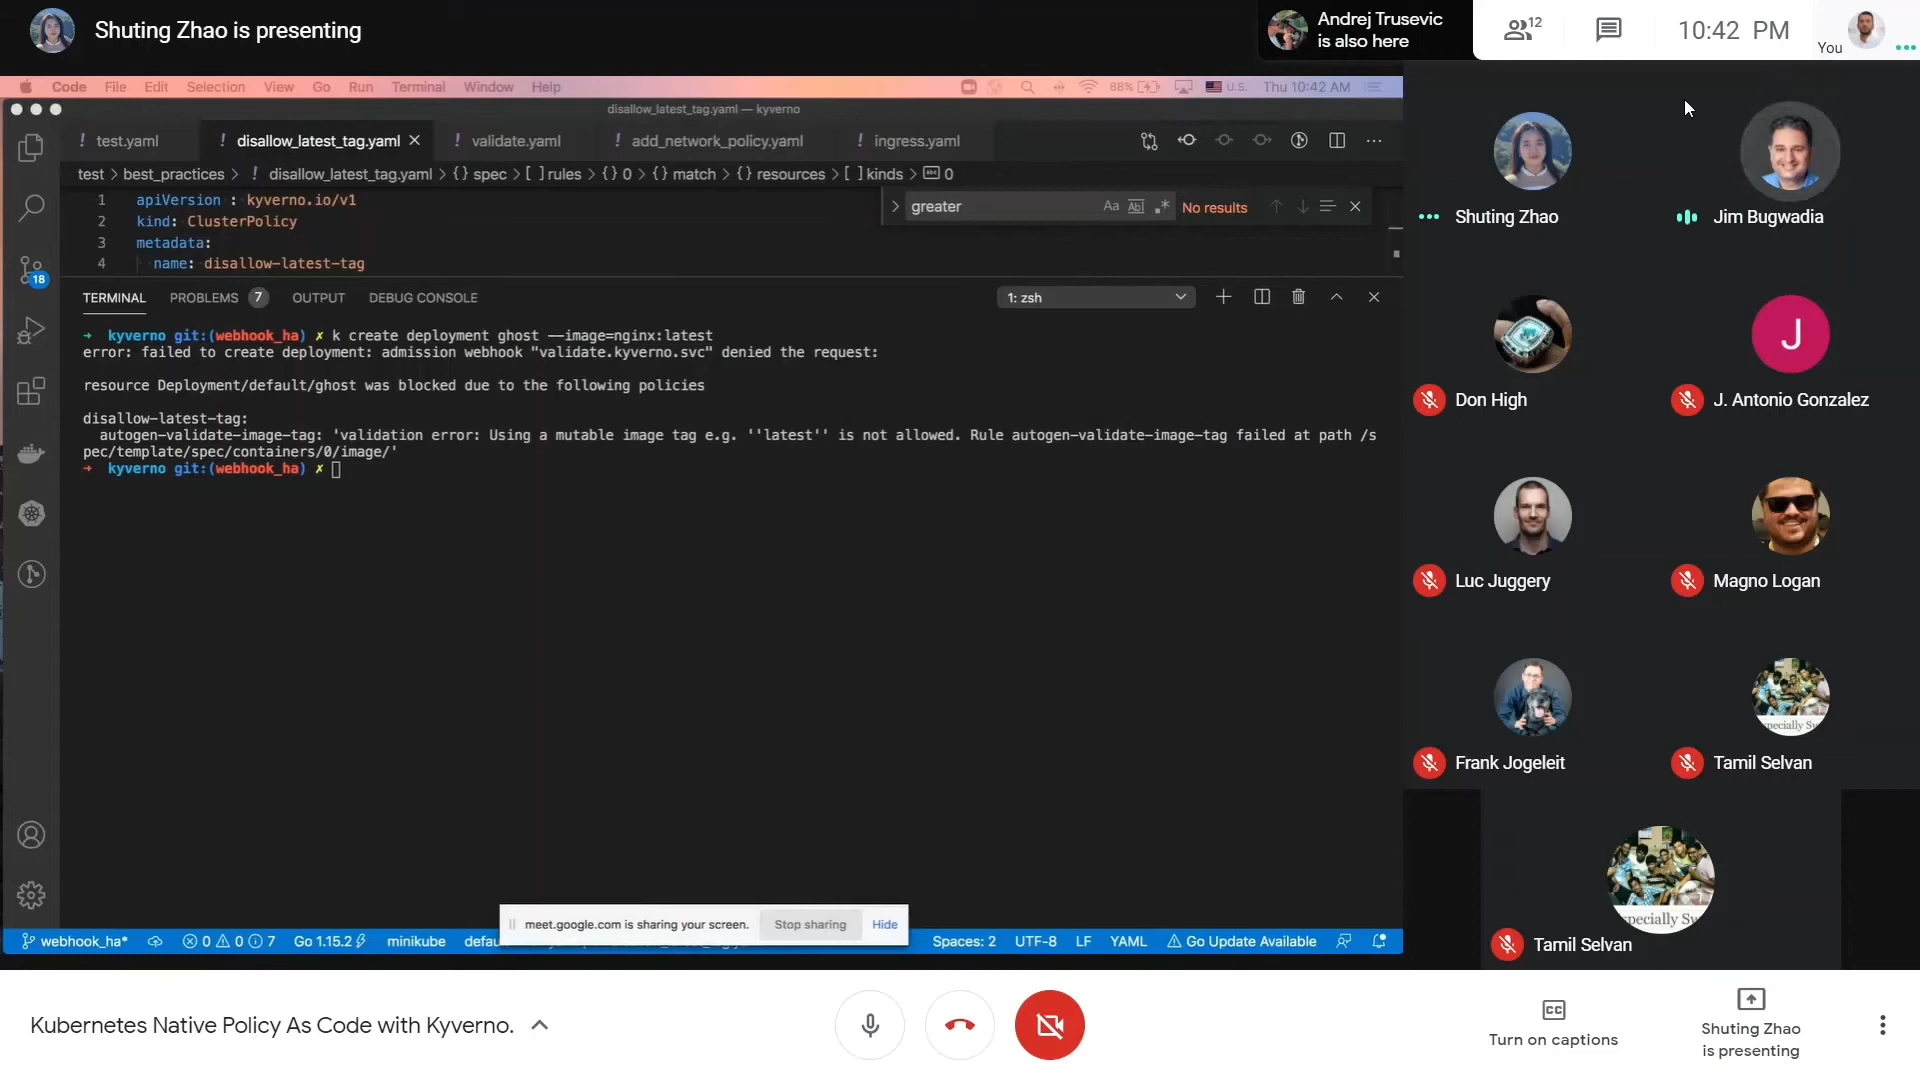 Shuting Zhao is presenting
Andrej Trusevic
is also here
12
10:42 PM
You
Code File Edit Selection View Go Run Terminal Window Help
88%
U.S.
Thu 10:42 AM
disallow_latest_tag.yaml — kyverno
! test.yaml
! disallow_latest_tag.yaml
! validate.yaml
! add_network_policy.yaml
! ingress.yaml
test > best_practices > ! disallow_latest_tag.yaml > {} spec > [ ] rules > {} 0 > {} match > {} resources > [ ] kinds > abc 0
1 apiVersion : kyverno.io/v1
2 kind: ClusterPolicy
3 metadata:
4 name: disallow-latest-tag
greater
Aa Abl .*
No results
18
TERMINAL PROBLEMS 7 OUTPUT DEBUG CONSOLE
1: zsh
→ kyverno git:(webhook_ha) ✗ k create deployment ghost --image=nginx:latest
error: failed to create deployment: admission webhook "validate.kyverno.svc" denied the request:
resource Deployment/default/ghost was blocked due to the following policies
disallow-latest-tag:
autogen-validate-image-tag: 'validation error: Using a mutable image tag e.g. ''latest'' is not allowed. Rule autogen-validate-image-tag failed at path /s
pec/template/spec/containers/0/image/'
→ kyverno git:(webhook_ha) ✗
meet.google.com is sharing your screen.
Stop sharing
Hide
webhook_ha*
0 0 7
Go 1.15.2
minikube
defau
Spaces: 2
UTF-8
LF
YAML
Go Update Available
Shuting Zhao
Jim Bugwadia
Don High
J
J. Antonio Gonzalez
Luc Juggery
Magno Logan
Frank Jogeleit
pecially Sw
Tamil Selvan
pecially Sw
Tamil Selvan
Kubernetes Native Policy As Code with Kyverno.
CC
Turn on captions
Shuting Zhao
is presenting